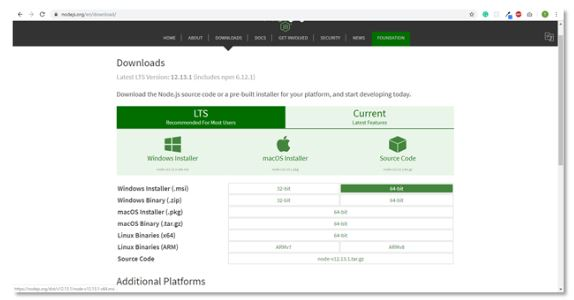 nodejs.org/en/download/
HOME | ABOUT | DOWNLOADS | DOCS | GET INVOLVED | SECURITY | NEWS | FOUNDATION
Downloads
Latest LTS Version: 12.13.1 (includes npm 6.12.1)
Download the Node.js source code or a pre-built installer for your platform, and start developing today.
LTS Current
Recommended For Most Users Latest Features
Windows Installer macOS Installer Source Code
Windows Installer (.msi) 32-bit 64-bit
Windows Binary (.zip) 32-bit 64-bit
macOS Installer (.pkg) 64-bit
macOS Binary (.tar.gz) 64-bit
Linux Binaries (x64) 64-bit
Linux Binaries (ARM) ARMv7 ARMv8
Source Code node-v12.13.1.tar.gz
Additional Platforms
https://nodejs.org/dist/v12.13.1/node-v12.13.1-x64.msi